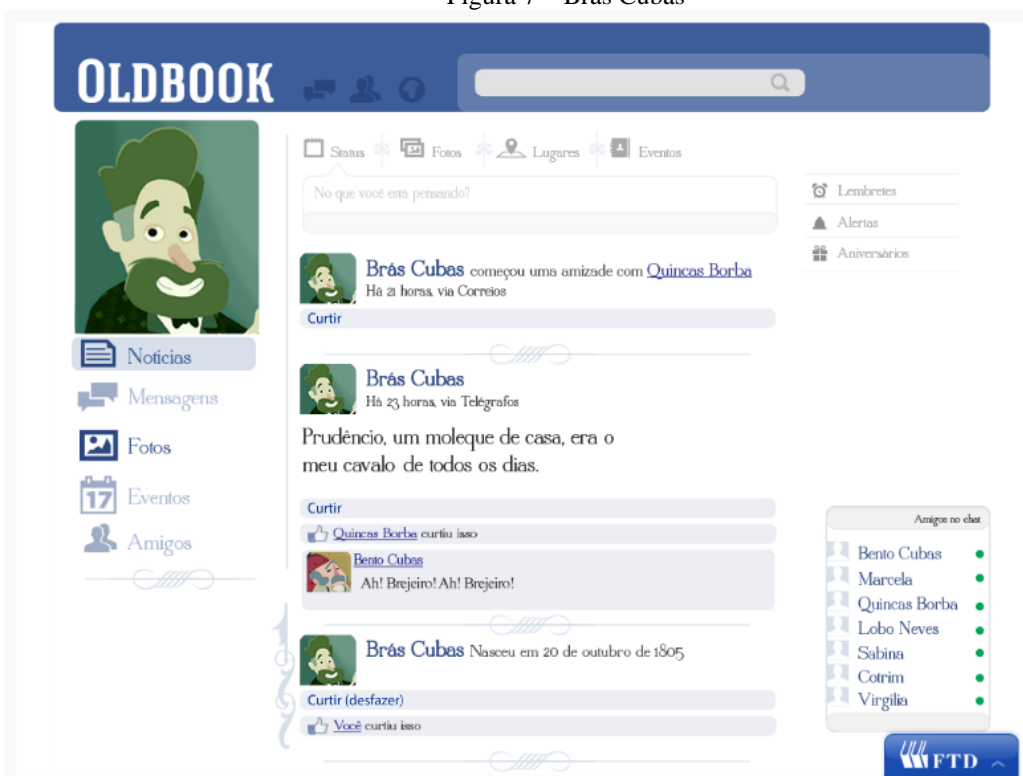 Figura 7 – Brás Cubas
OLDBOOK
Status Fotos Lugares Eventos
No que você está pensando?
Lembretes
Alertas
Aniversários
Brás Cubas começou uma amizade com Quincas Borba
Há 21 horas, via Correios
Curtir
Notícias
Mensagens
Fotos
17 Eventos
Amigos
Brás Cubas
Há 23 horas, via Telégrafos
Prudêncio, um moleque de casa, era o
meu cavalo de todos os dias.
Curtir
Quincas Borba curtiu isso
Bento Cubas
Ah! Brejeiro! Ah! Brejeiro!
Brás Cubas Nasceu em 20 de outubro de 1805
Curtir (desfazer)
Você curtiu isso
Amigos no chat
Bento Cubas
Marcela
Quincas Borba
Lobo Neves
Sabina
Cotrim
Virgília
FTD